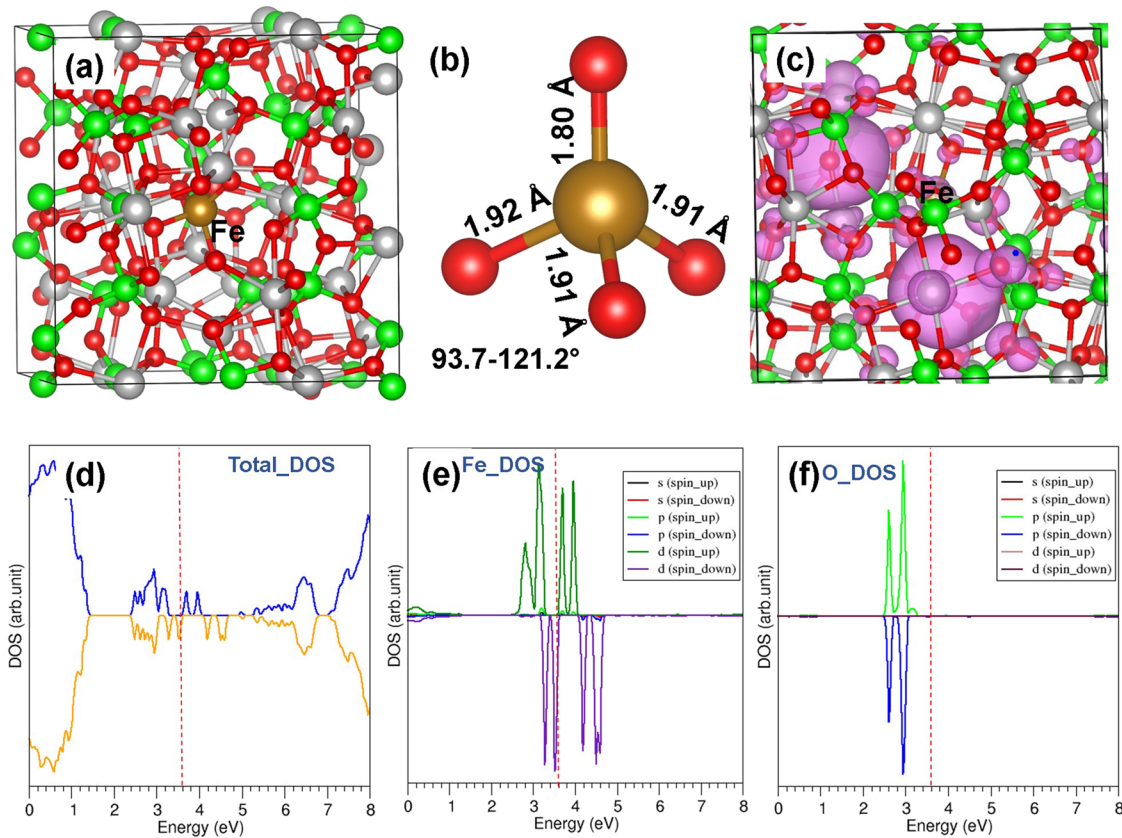 (a)
Fe
(b)
1.80 Å
1.92 Å
1.91 Å
1.91 Å
93.7-121.2°
(c)
Fe
(d)
Total_DOS
DOS (arb.unit)
0 1 2 3 4 5 6 7 8
Energy (eV)
(e)
Fe_DOS
s (spin_up)
s (spin_down)
p (spin_up)
p (spin_down)
d (spin_up)
d (spin_down)
DOS (arb.unit)
0 1 2 3 4 5 6 7 8
Energy (eV)
(f)
O_DOS
s (spin_up)
s (spin_down)
p (spin_up)
p (spin_down)
d (spin_up)
d (spin_down)
DOS (arb.unit)
0 1 2 3 4 5 6 7 8
Energy (eV)